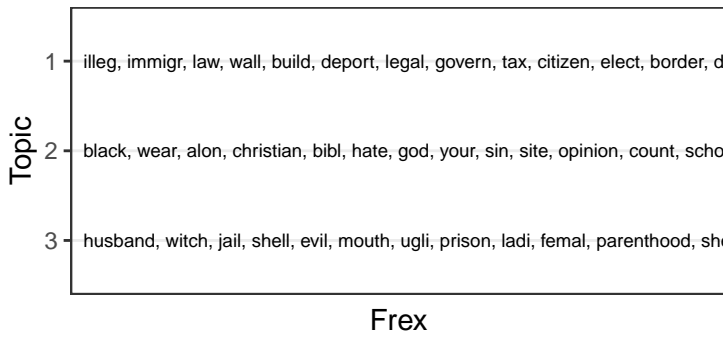 Topic
1 illeg, immigr, law, wall, build, deport, legal, govern, tax, citizen, elect, border, d
2 black, wear, alon, christian, bibl, hate, god, your, sin, site, opinion, count, scho
3 husband, witch, jail, shell, evil, mouth, ugli, prison, ladi, femal, parenthood, she
Frex